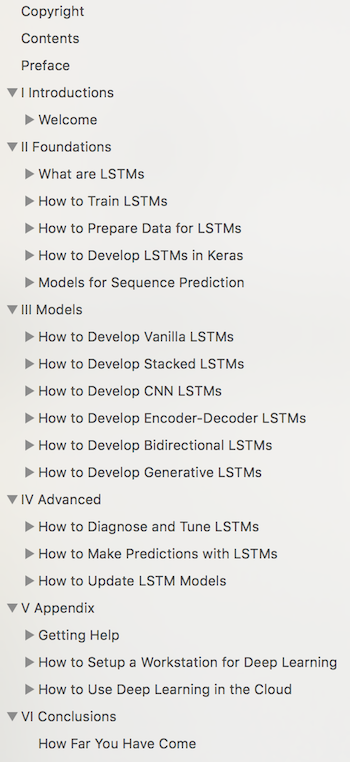 Copyright
Contents
Preface
I Introductions
Welcome
II Foundations
What are LSTMs
How to Train LSTMs
How to Prepare Data for LSTMs
How to Develop LSTMs in Keras
Models for Sequence Prediction
III Models
How to Develop Vanilla LSTMs
How to Develop Stacked LSTMs
How to Develop CNN LSTMs
How to Develop Encoder-Decoder LSTMs
How to Develop Bidirectional LSTMs
How to Develop Generative LSTMs
IV Advanced
How to Diagnose and Tune LSTMs
How to Make Predictions with LSTMs
How to Update LSTM Models
V Appendix
Getting Help
How to Setup a Workstation for Deep Learning
How to Use Deep Learning in the Cloud
VI Conclusions
How Far You Have Come